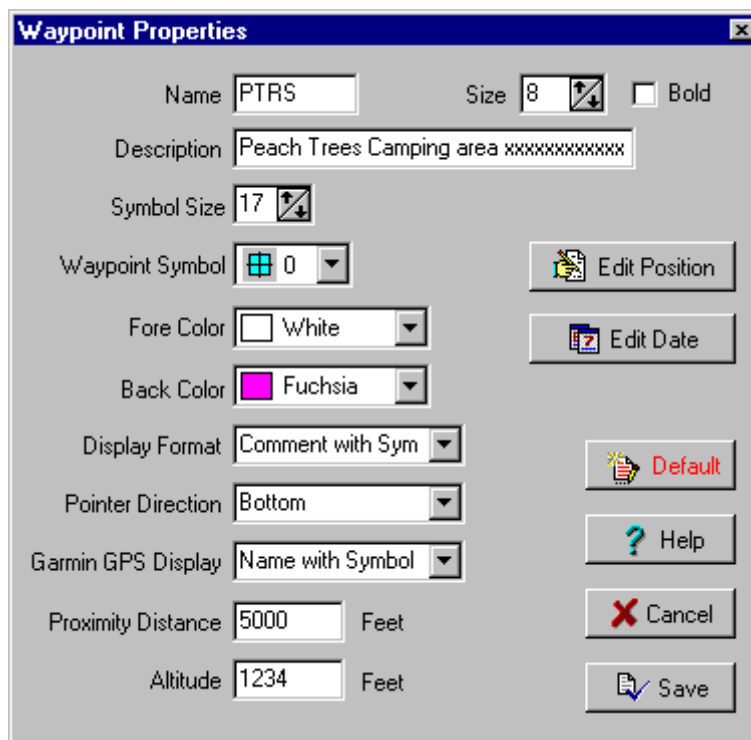 Waypoint Properties
Name PTRS Size 8 Bold
Description Peach Trees Camping area xxxxxxxxxxxx
Symbol Size 17
Waypoint Symbol 0 Edit Position
Fore Color White Edit Date
Back Color Fuchsia
Display Format Comment with Sym Default
Pointer Direction Bottom
Garmin GPS Display Name with Symbol Help
Proximity Distance 5000 Feet Cancel
Altitude 1234 Feet Save